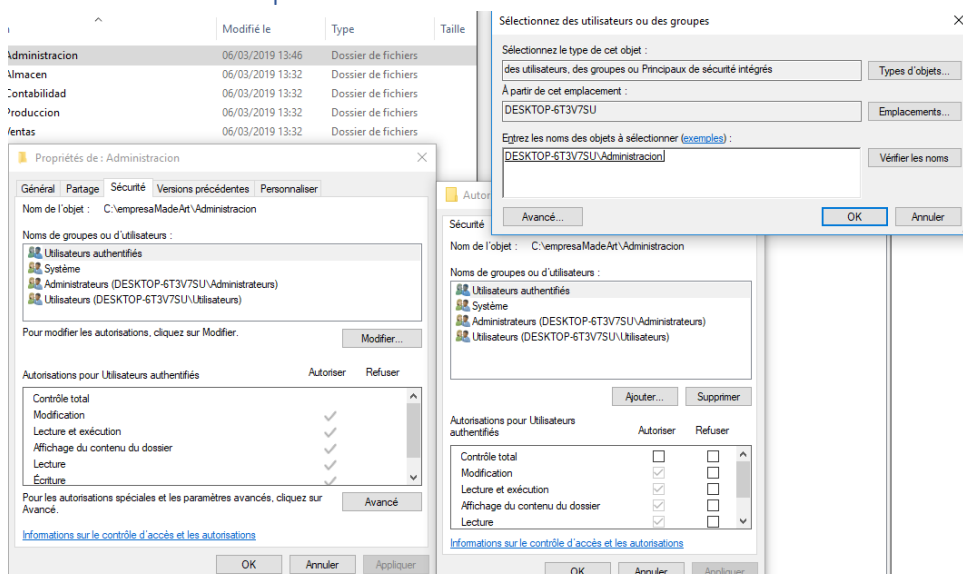 Modifié le Type Taille
Administracion 06/03/2019 13:46 Dossier de fichiers
Almacen 06/03/2019 13:32 Dossier de fichiers
Contabilidad 06/03/2019 13:32 Dossier de fichiers
Produccion 06/03/2019 13:32 Dossier de fichiers
Ventas 06/03/2019 13:32 Dossier de fichiers
Propriétés de : Administracion
Général Partage Sécurité Versions précédentes Personnaliser
Nom de l'objet : C:\empresaMadeArt\Administracion
Noms de groupes ou d'utilisateurs :
Utilisateurs authentifiés
Système
Administrateurs (DESKTOP-6T3V7SU\Administrateurs)
Utilisateurs (DESKTOP-6T3V7SU\Utilisateurs)
Pour modifier les autorisations, cliquez sur Modifier.
Modifier...
Autorisations pour Utilisateurs authentifiés Autoriser Refuser
Contrôle total
Modification
Lecture et exécution
Affichage du contenu du dossier
Lecture
Écriture
Pour les autorisations spéciales et les paramètres avancés, cliquez sur
Avancé.
Avancé
Informations sur le contrôle d'accès et les autorisations
OK Annuler Appliquer
Sélectionnez des utilisateurs ou des groupes
Sélectionnez le type de cet objet :
des utilisateurs, des groupes ou Principaux de sécurité intégrés
Types d'objets...
À partir de cet emplacement :
DESKTOP-6T3V7SU
Emplacements...
Entrez les noms des objets à sélectionner (exemples) :
DESKTOP-6T3V7SU\Administracion
Vérifier les noms
Avancé... OK Annuler
Autor
Sécurité
Nom de l'objet : C:\empresaMadeArt\Administracion
Noms de groupes ou d'utilisateurs :
Utilisateurs authentifiés
Système
Administrateurs (DESKTOP-6T3V7SU\Administrateurs)
Utilisateurs (DESKTOP-6T3V7SU\Utilisateurs)
Ajouter... Supprimer
Autorisations pour Utilisateurs
authentifiés Autoriser Refuser
Contrôle total
Modification
Lecture et exécution
Affichage du contenu du dossier
Lecture
Informations sur le contrôle d'accès et les autorisations
OK Annuler Appliquer